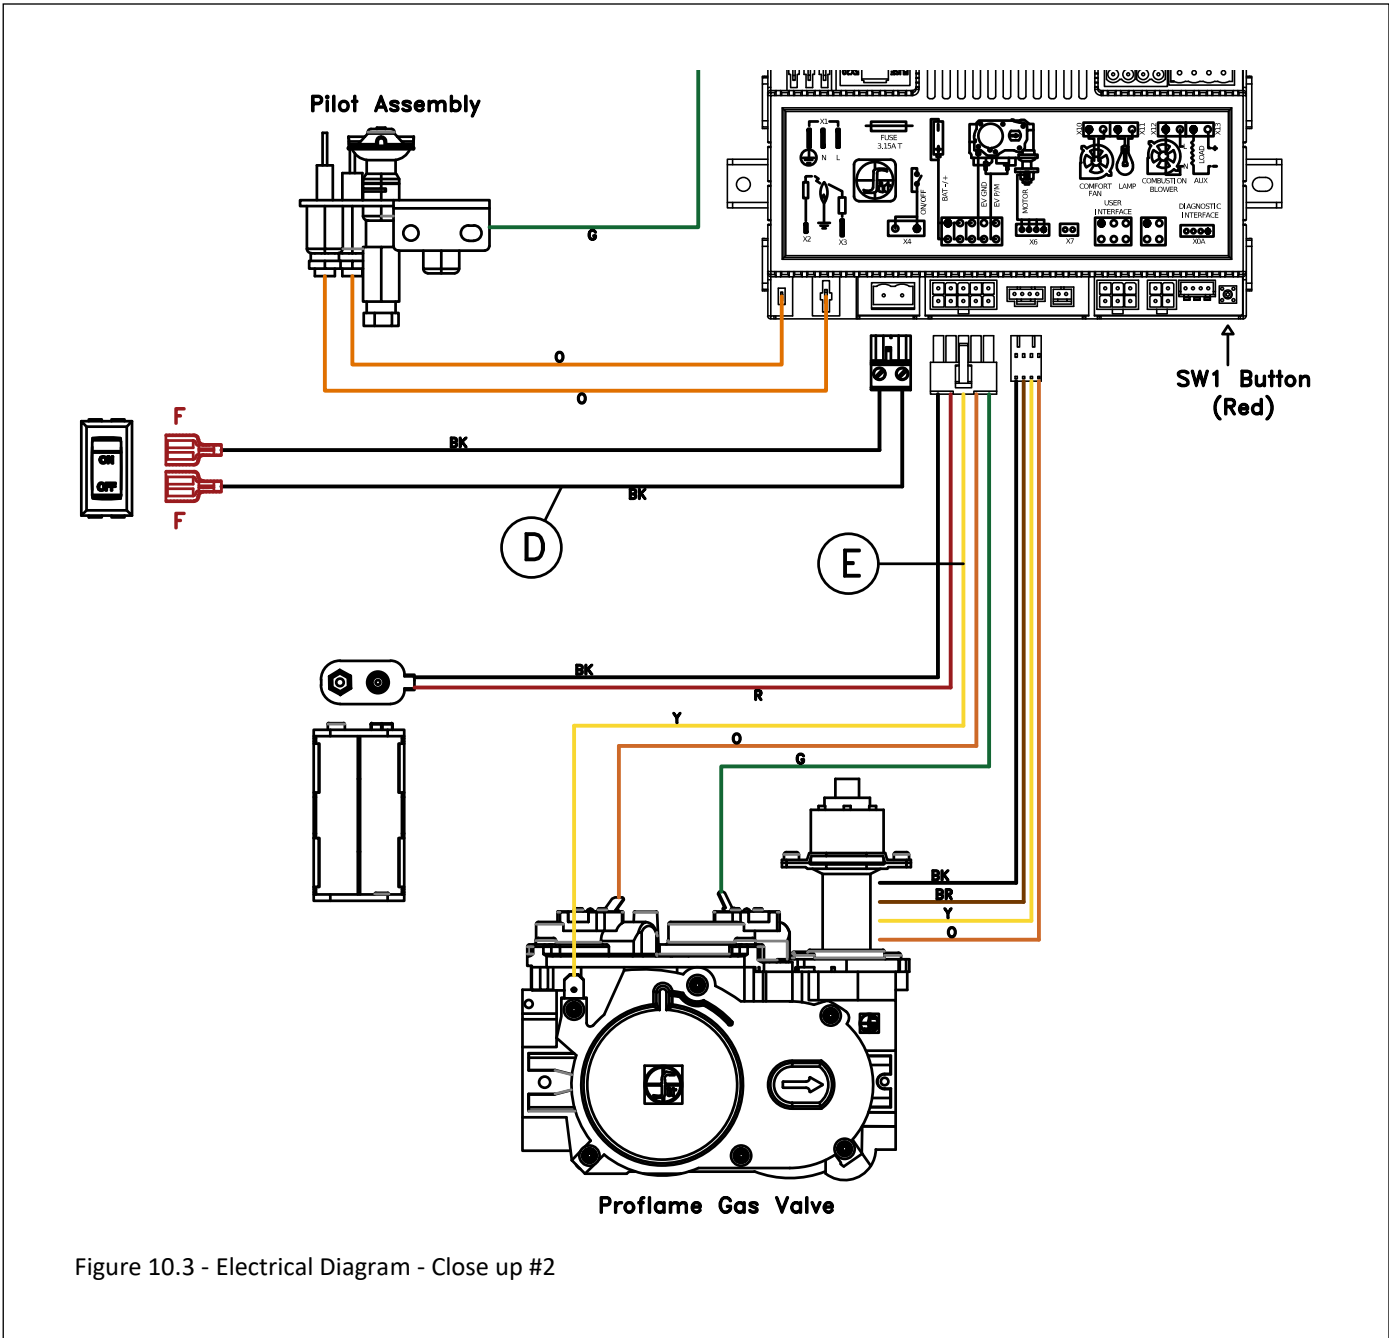 Pilot Assembly
X1
N L
FUSE
3.15A T
ON/OFF
BAT -/+
EV GND
EV P/M
MOTOR
X10
X11
X12
X13
L
N
LOAD
COMFORT
FAN
LAMP
COMBUSTION
BLOWER
AUX
USER
INTERFACE
DIAGNOSTIC
INTERFACE
X2
X3
X4
X6
X7
X0A
G
O
O
SW1 Button
(Red)
F
ON
OFF
F
BK
BK
D
E
BK
R
Y
O
G
BK
BR
Y
O
Proflame Gas Valve
Figure 10.3 - Electrical Diagram - Close up #2